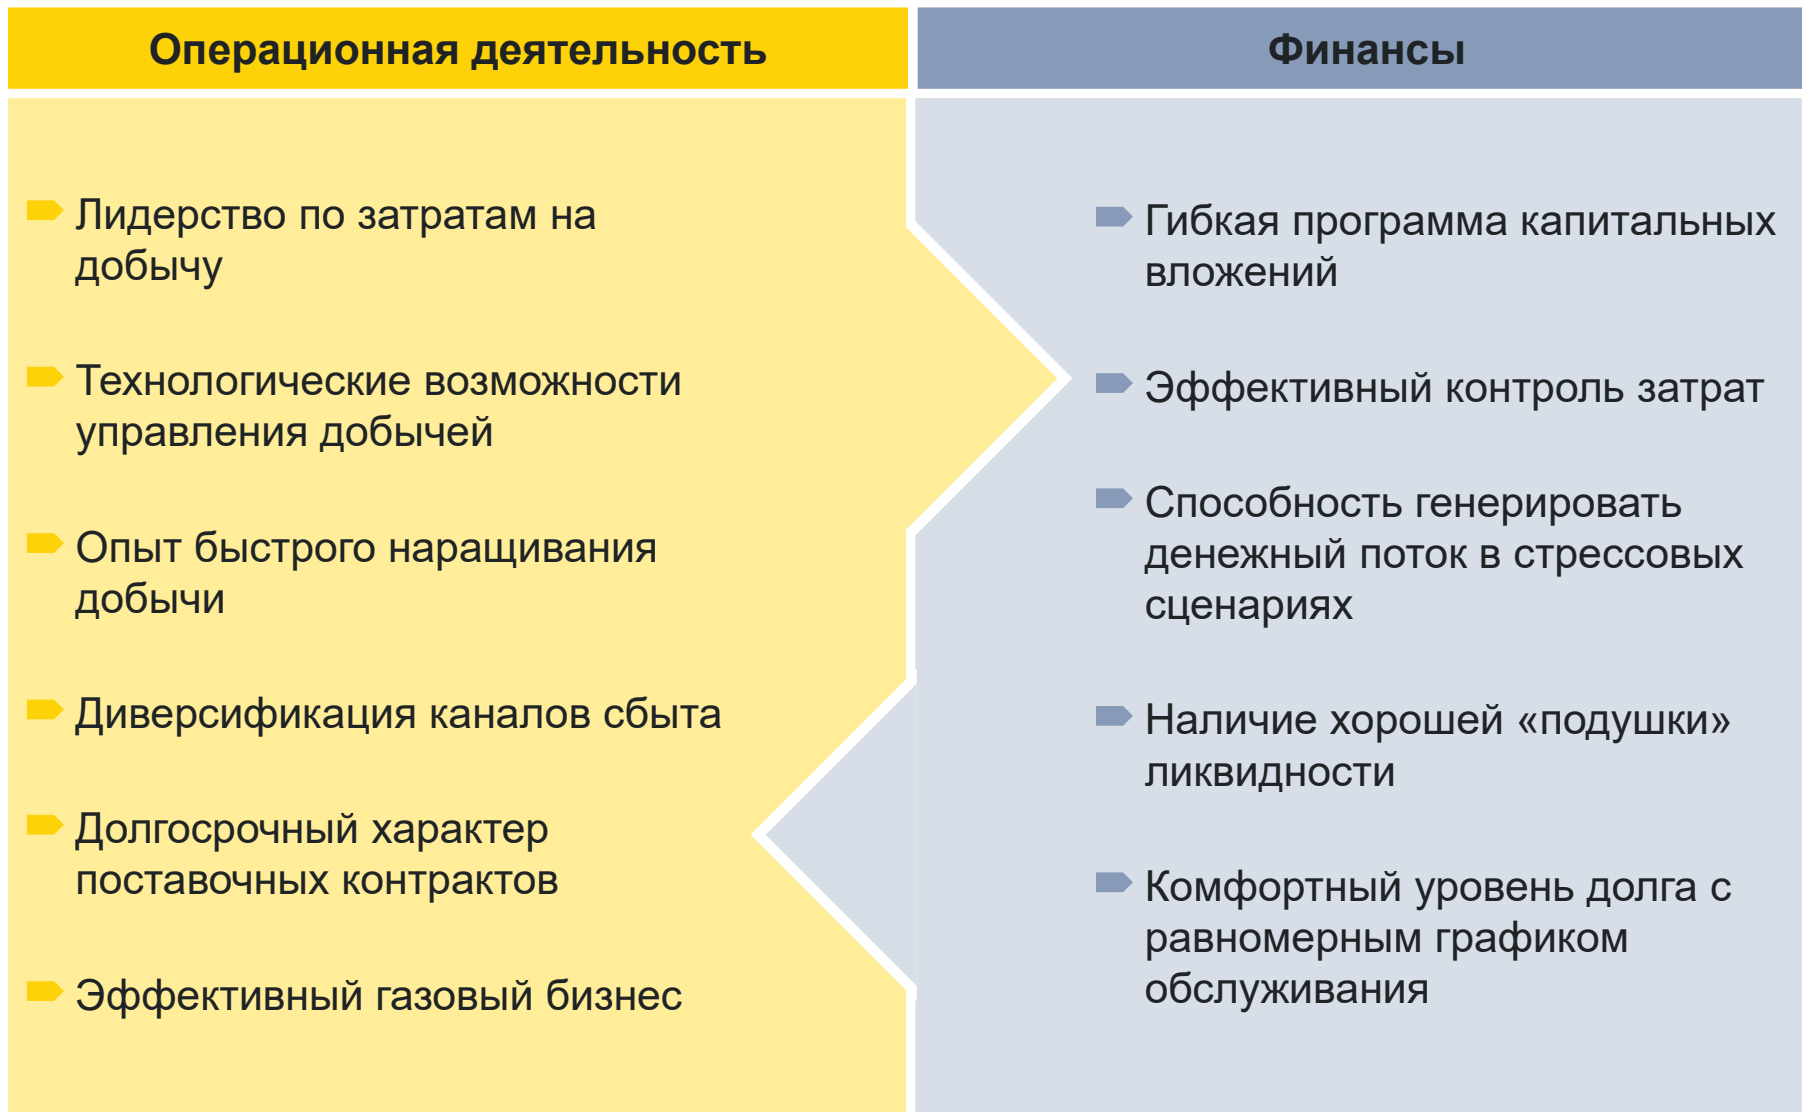 Операционная деятельность
Лидерство по затратам на
добычу
Технологические возможности
управления добычей
Опыт быстрого наращивания
добычи
Диверсификация каналов сбыта
Долгосрочный характер
поставочных контрактов
Эффективный газовый бизнес
Финансы
Гибкая программа капитальных
вложений
Эффективный контроль затрат
Способность генерировать
денежный поток в стрессовых
сценариях
Наличие хорошей «подушки»
ликвидности
Комфортный уровень долга с
равномерным графиком
обслуживания